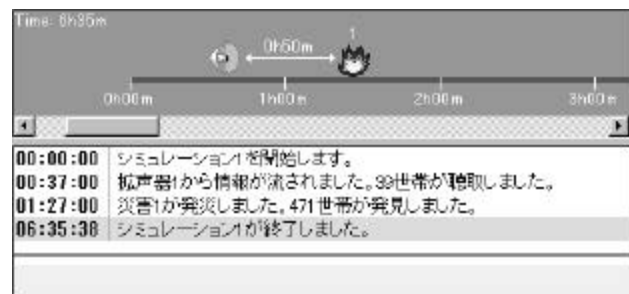 Time: 6h35m
1
0h50m
0h00m 1h00m 2h00m 3h00m
00:00:00 シミュレーション1を開始します。
00:37:00 拡声器1から情報が流されました。39世帯が聴取しました。
01:27:00 災害1が発災しました。471世帯が発見しました。
06:35:38 シミュレーション1が終了しました。